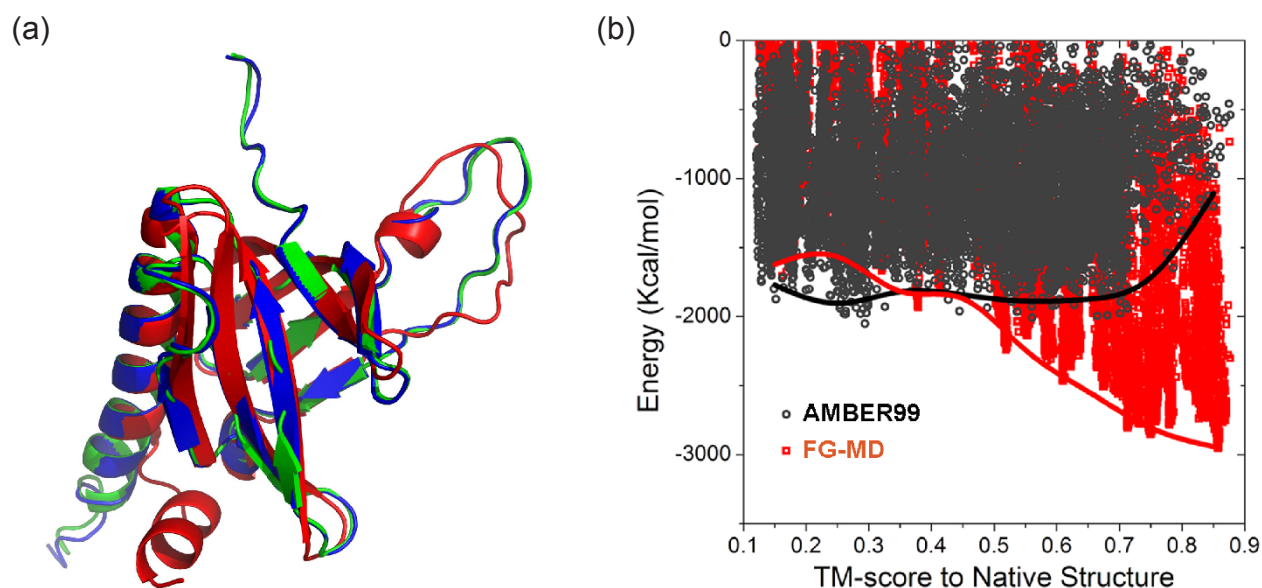 (a)
(b)
0
-1000
-2000
-3000
Energy (Kcal/mol)
AMBER99
FG-MD
0.1 0.2 0.3 0.4 0.5 0.6 0.7 0.8 0.9
TM-score to Native Structure